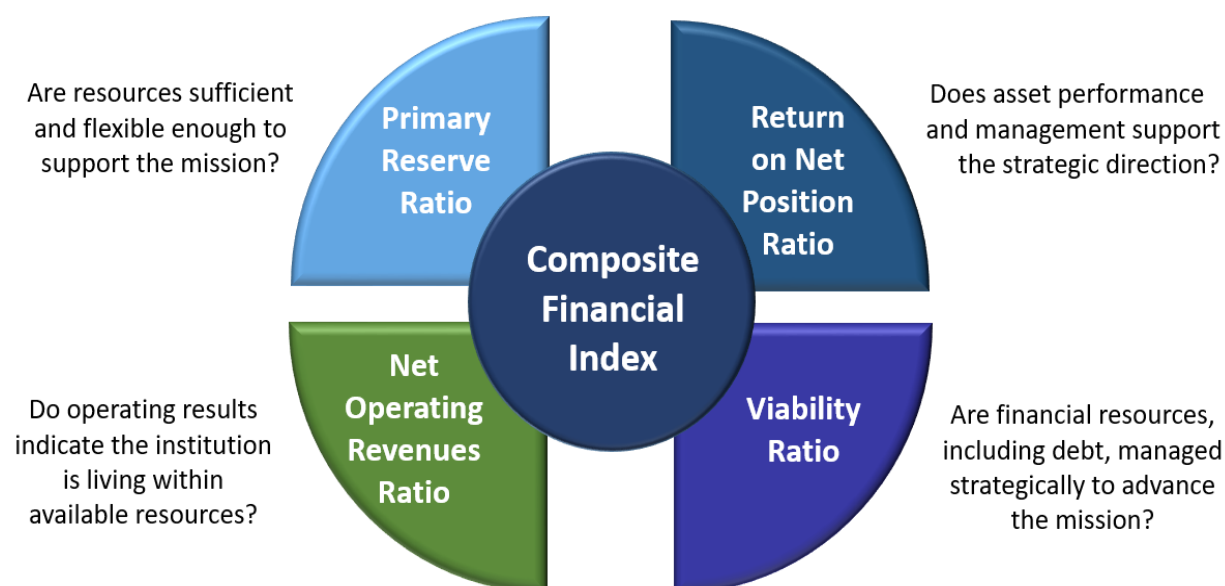 Are resources sufficient
and flexible enough to
support the mission?
Primary
Reserve
Ratio
Return
on Net
Position
Ratio
Does asset performance
and management support
the strategic direction?
Composite
Financial
Index
Do operating results
indicate the institution
is living within
available resources?
Net
Operating
Revenues
Ratio
Viability
Ratio
Are financial resources,
including debt, managed
strategically to advance
the mission?